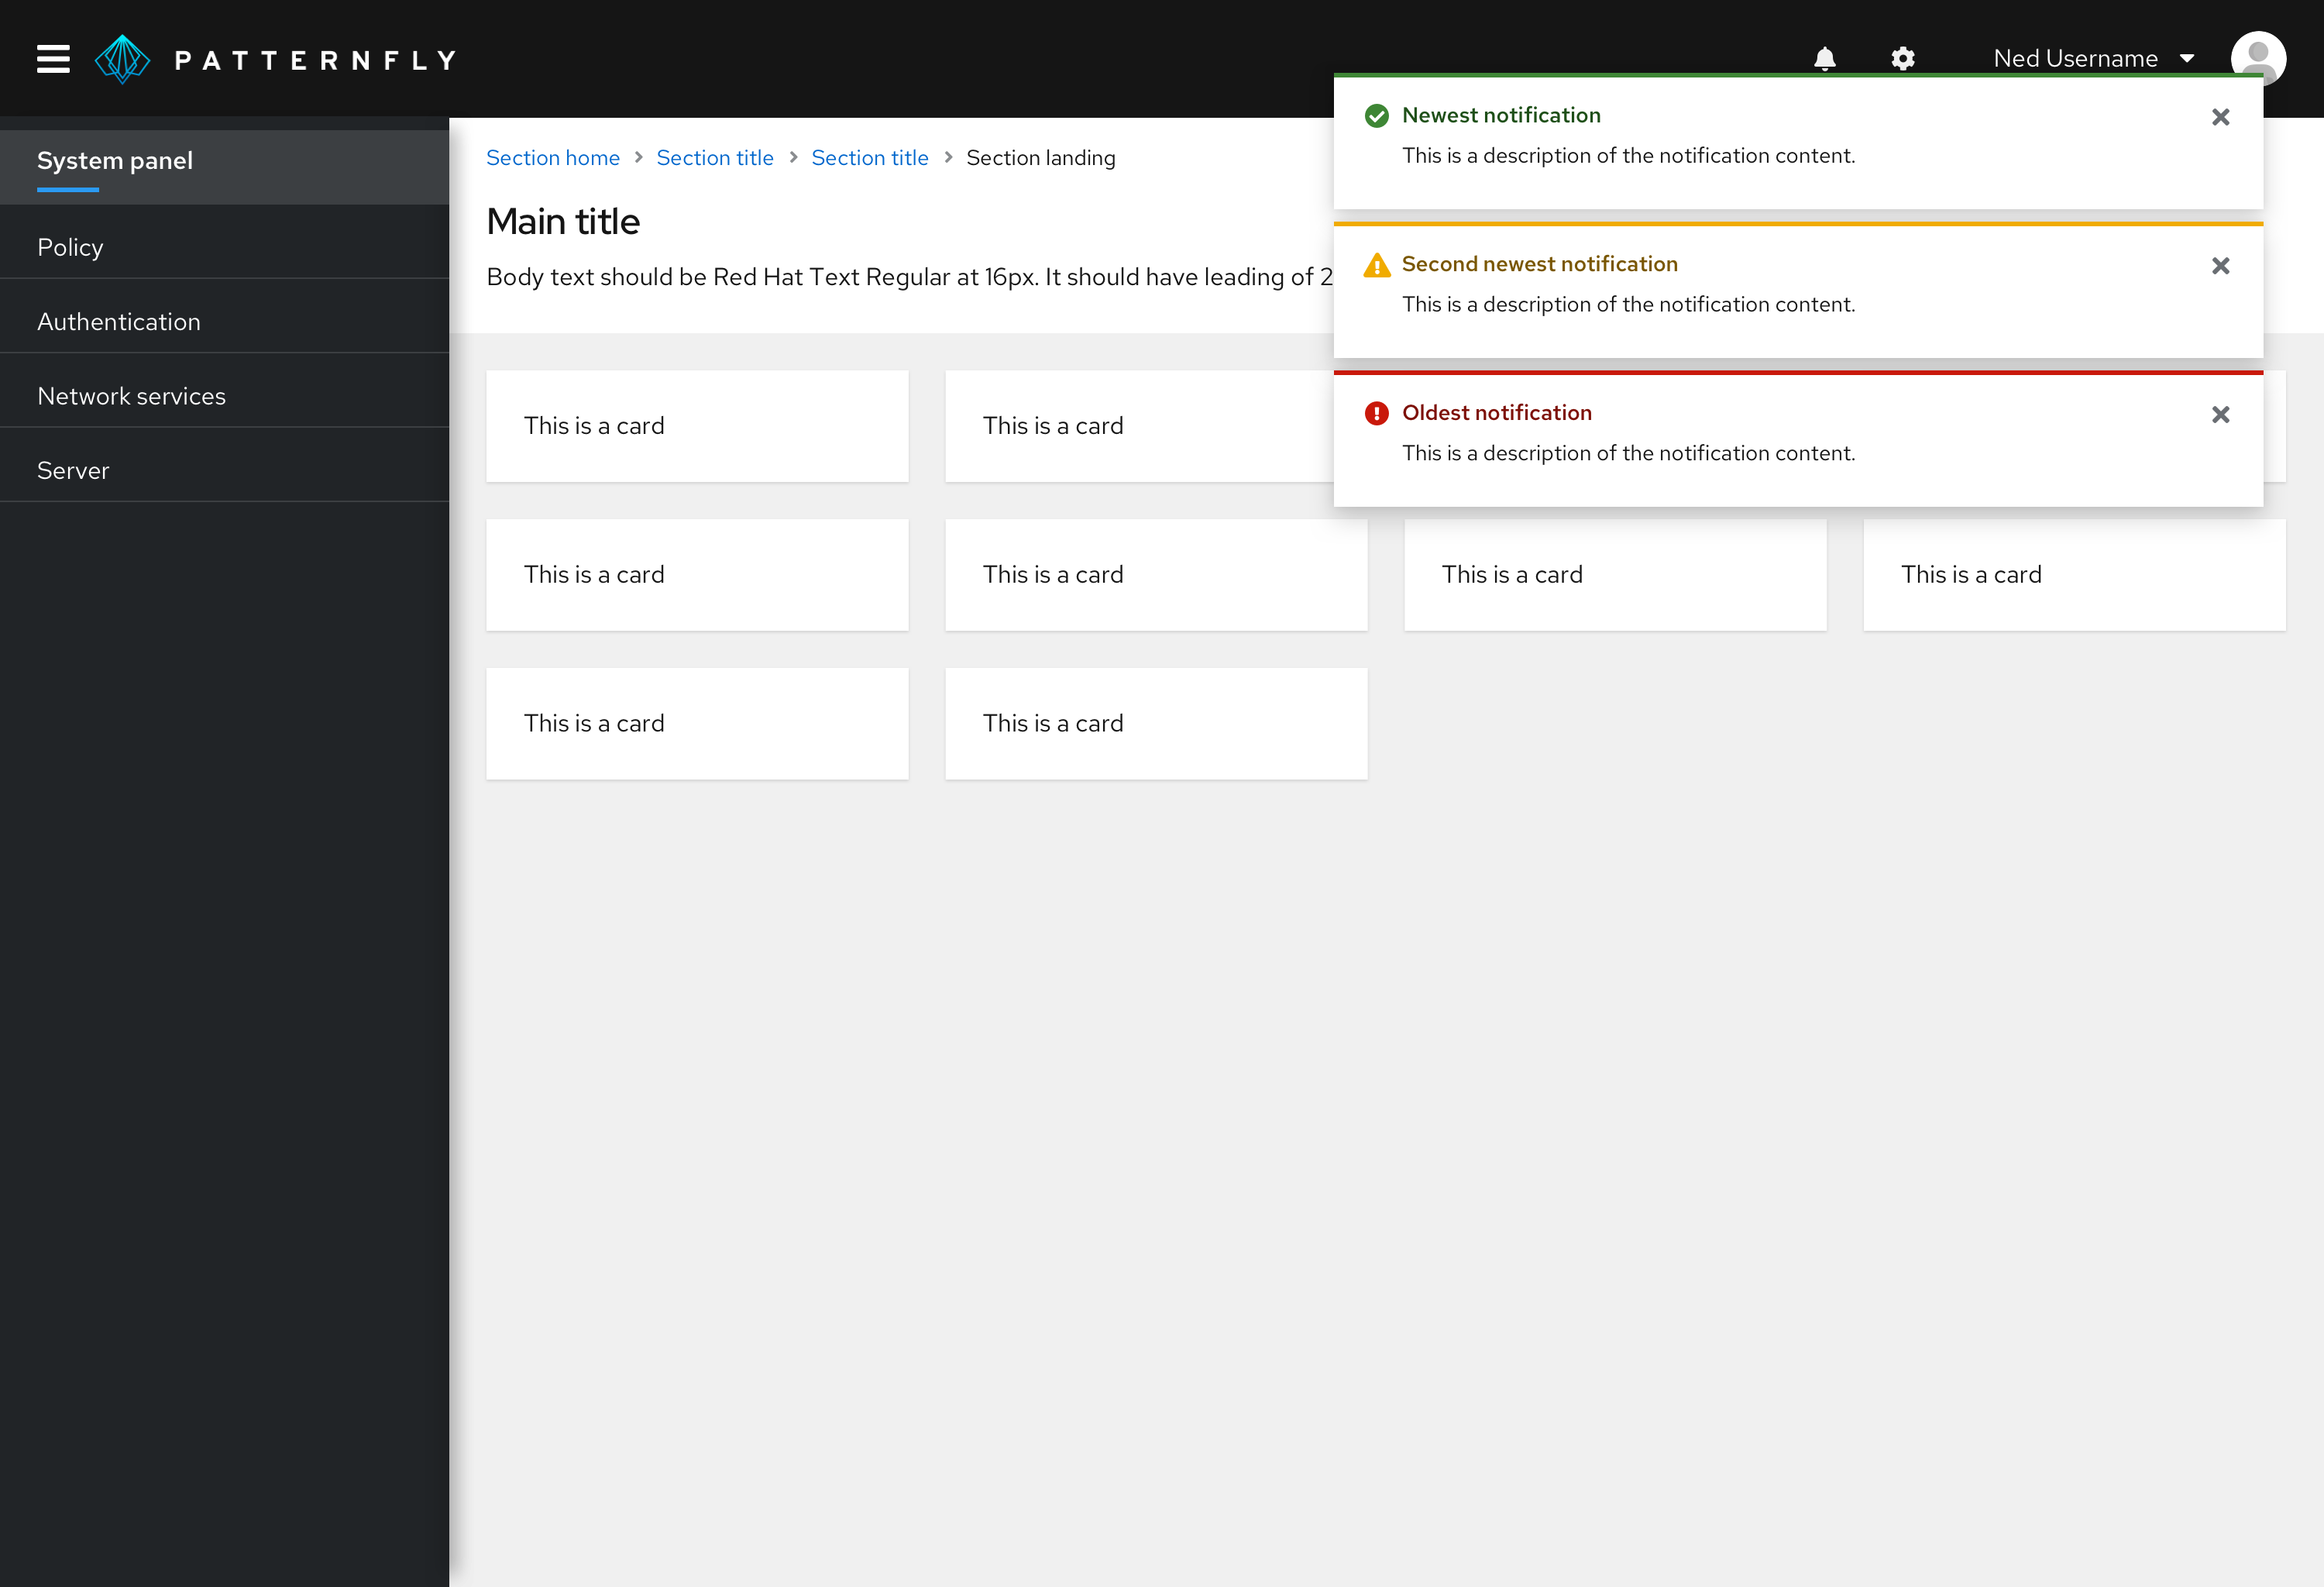 PATTERNFLY
Ned Username
System panel
Policy
Authentication
Network services
Server
Section home > Section title > Section title > Section landing
Main title
Body text should be Red Hat Text Regular at 16px. It should have leading of 2
Newest notification
This is a description of the notification content.
Second newest notification
This is a description of the notification content.
Oldest notification
This is a description of the notification content.
This is a card
This is a card
This is a card
This is a card
This is a card
This is a card
This is a card
This is a card